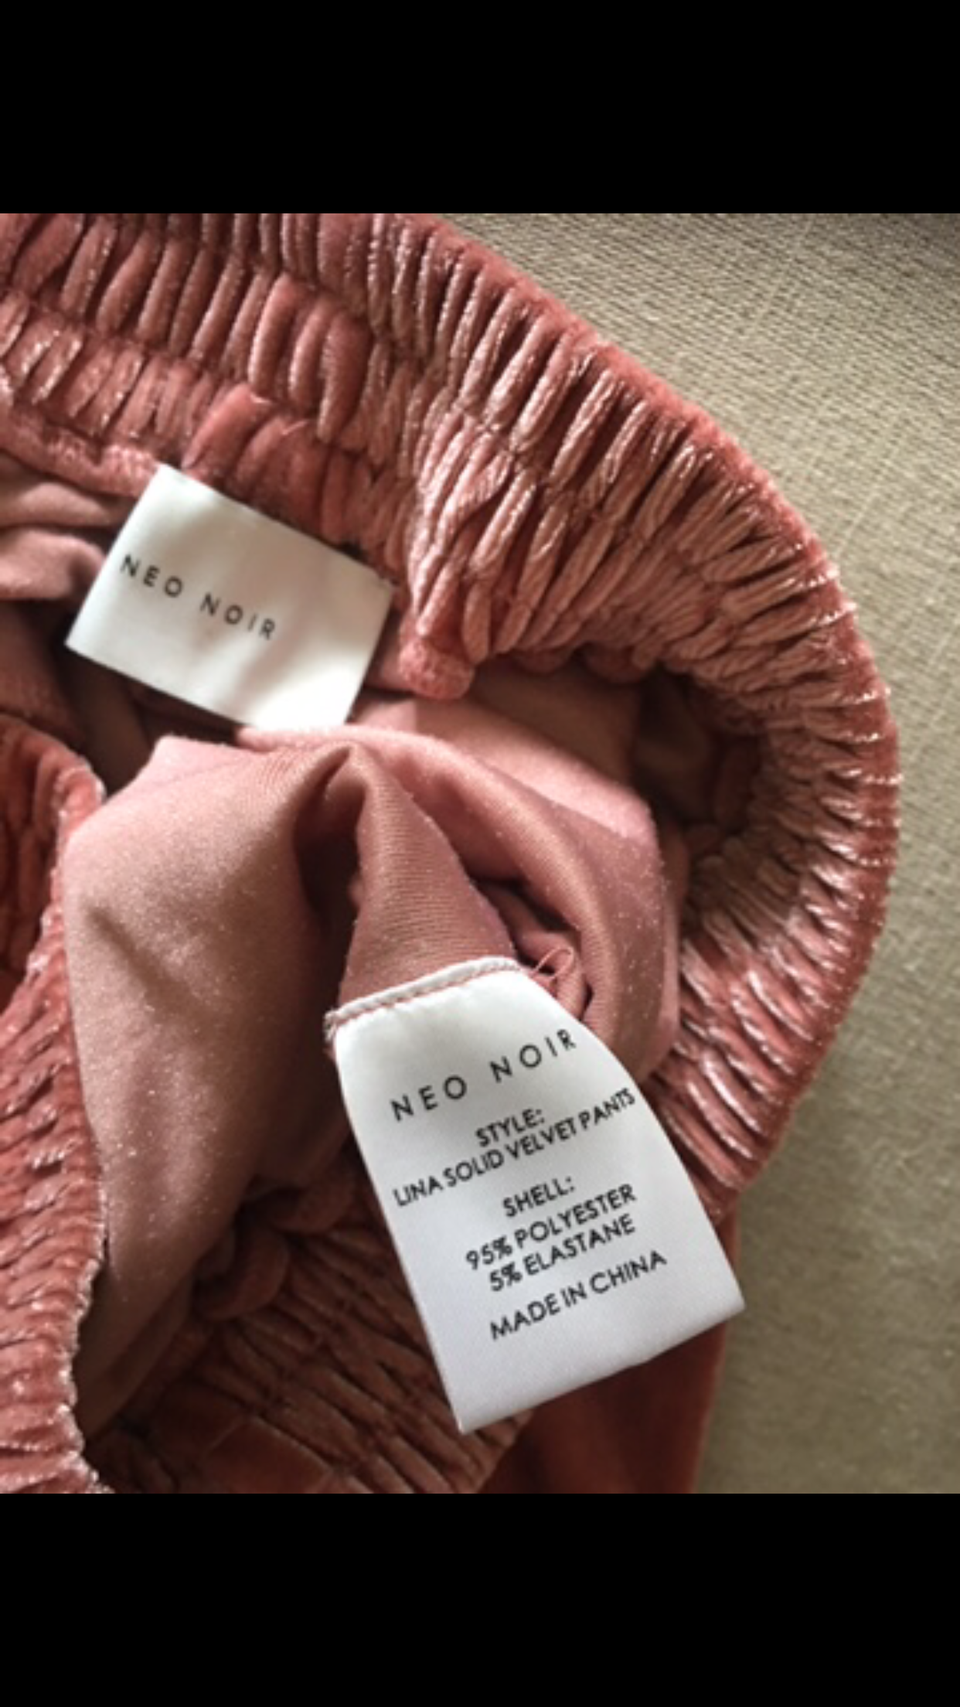 NEO NOIR
NEO NOIR
STYLE:
LINA SOLID VELVET PANTS
SHELL:
95% POLYESTER
5% ELASTANE
MADE IN CHINA